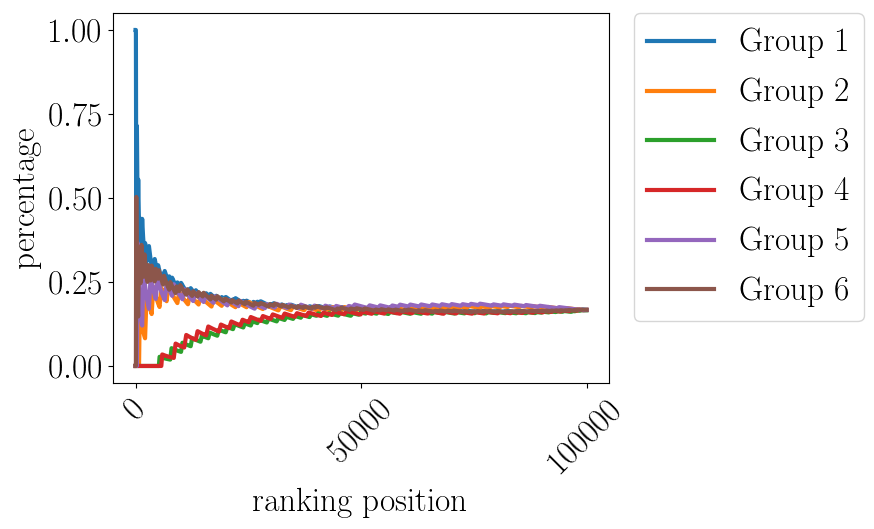 1.00
0.75
0.50
0.25
0.00
percentage
0
50000
100000
ranking position
Group 1
Group 2
Group 3
Group 4
Group 5
Group 6